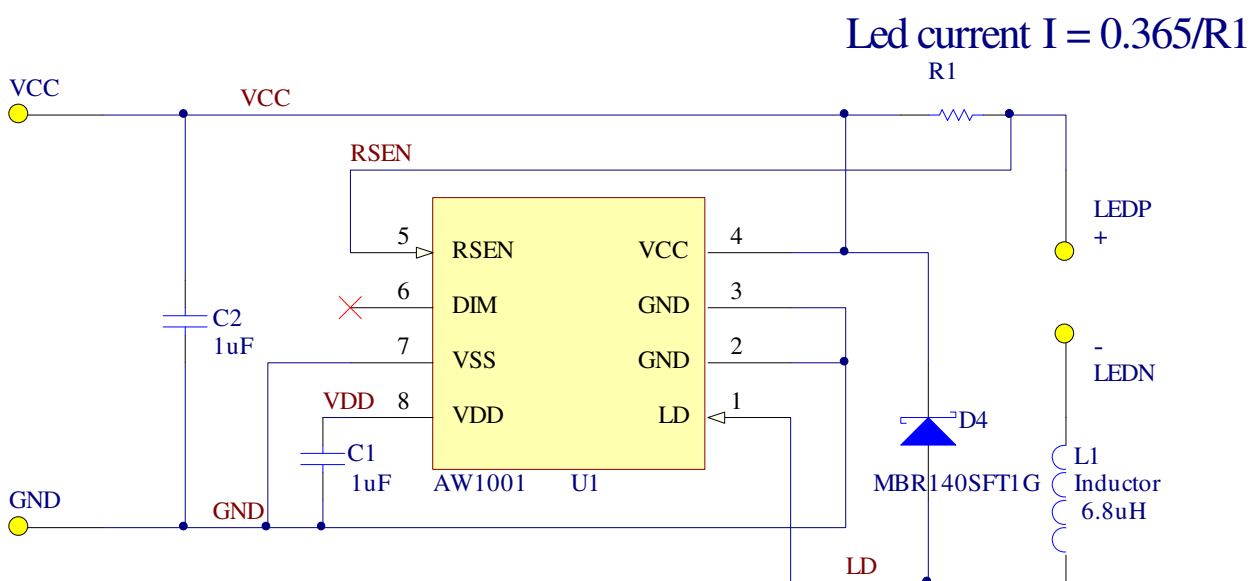 Led current I = 0.365/R1
R1
VCC
VCC
RSEN
LEDP
+
5
RSEN
VCC
4
6
DIM
GND
3
C2
1uF
7
VSS
GND
2
-
LEDN
VDD
8
VDD
LD
1
D4
C1
1uF
AW1001
U1
MBR140SFT1G
L1
Inductor
6.8uH
GND
GND
LD